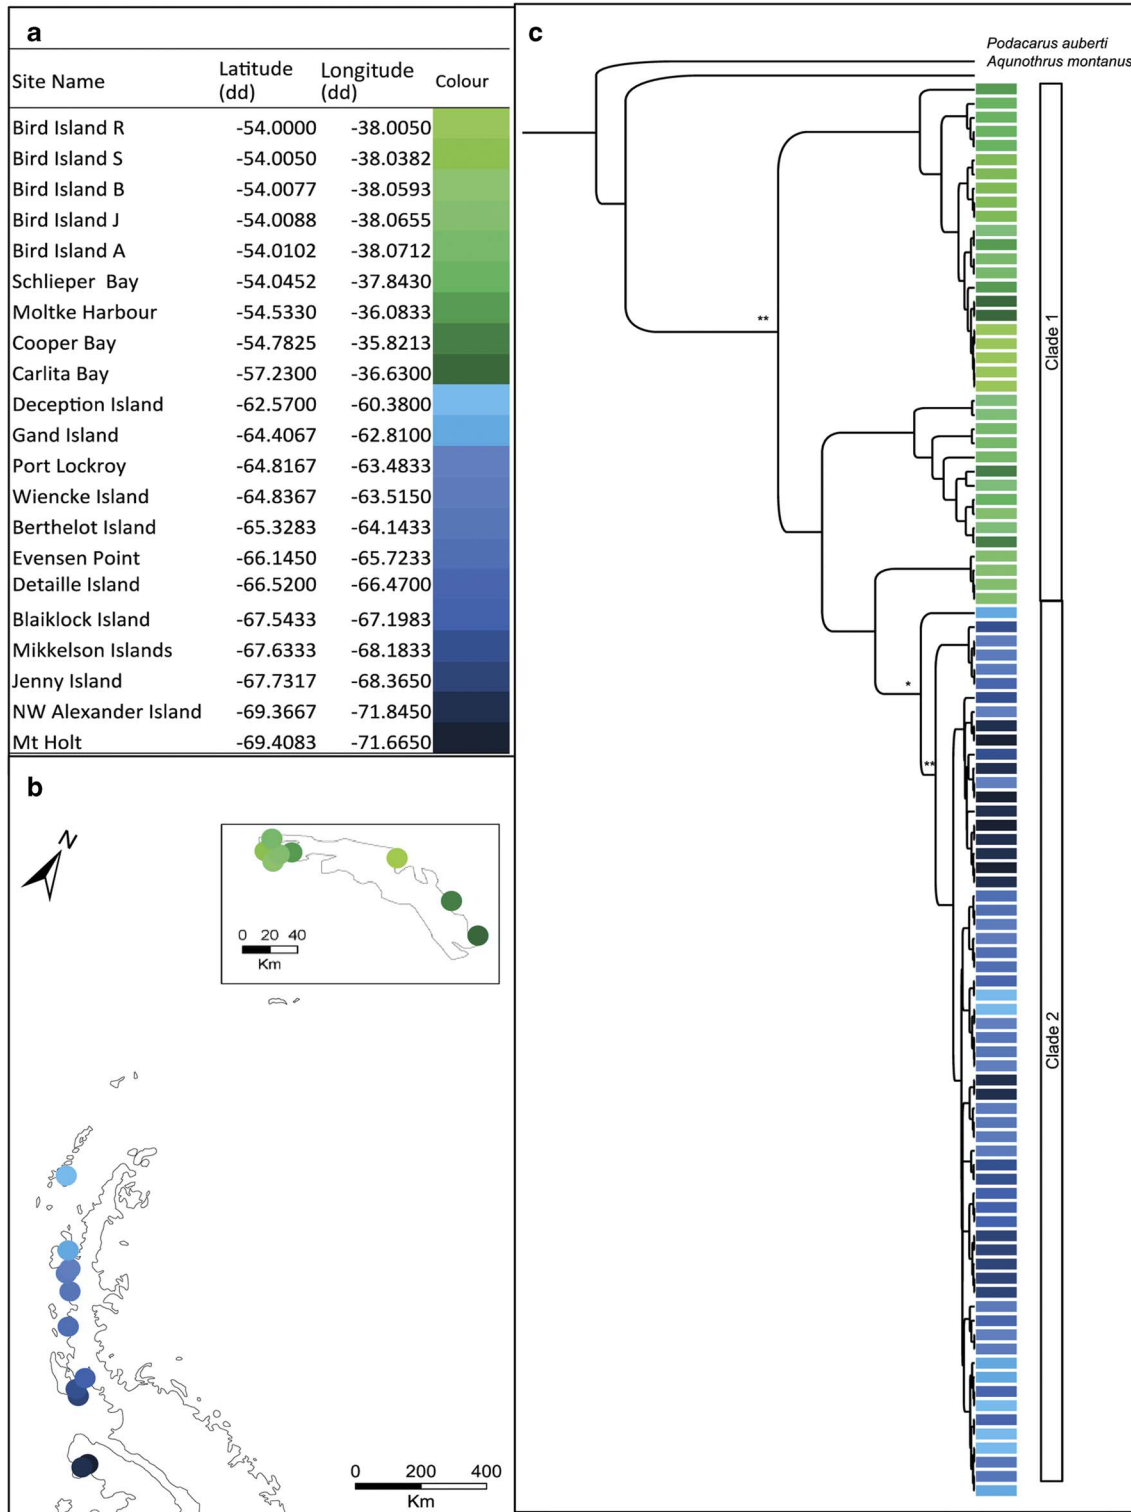 a
Site Name Latitude (dd) Longitude (dd) Colour
Bird Island R -54.0000 -38.0050
Bird Island S -54.0050 -38.0382
Bird Island B -54.0077 -38.0593
Bird Island J -54.0088 -38.0655
Bird Island A -54.0102 -38.0712
Schlieper Bay -54.0452 -37.8430
Moltke Harbour -54.5330 -36.0833
Cooper Bay -54.7825 -35.8213
Carlita Bay -57.2300 -36.6300
Deception Island -62.5700 -60.3800
Gand Island -64.4067 -62.8100
Port Lockroy -64.8167 -63.4833
Wiencke Island -64.8367 -63.5150
Berthelot Island -65.3283 -64.1433
Evensen Point -66.1450 -65.7233
Detaille Island -66.5200 -66.4700
Blaiklock Island -67.5433 -67.1983
Mikkelson Islands -67.6333 -68.1833
Jenny Island -67.7317 -68.3650
NW Alexander Island -69.3667 -71.8450
Mt Holt -69.4083 -71.6650
b
N
0 20 40
Km
0 200 400
Km
c
Podacarus auberti
Aqunothrus montanus
**
Clade 1
*
**
Clade 2